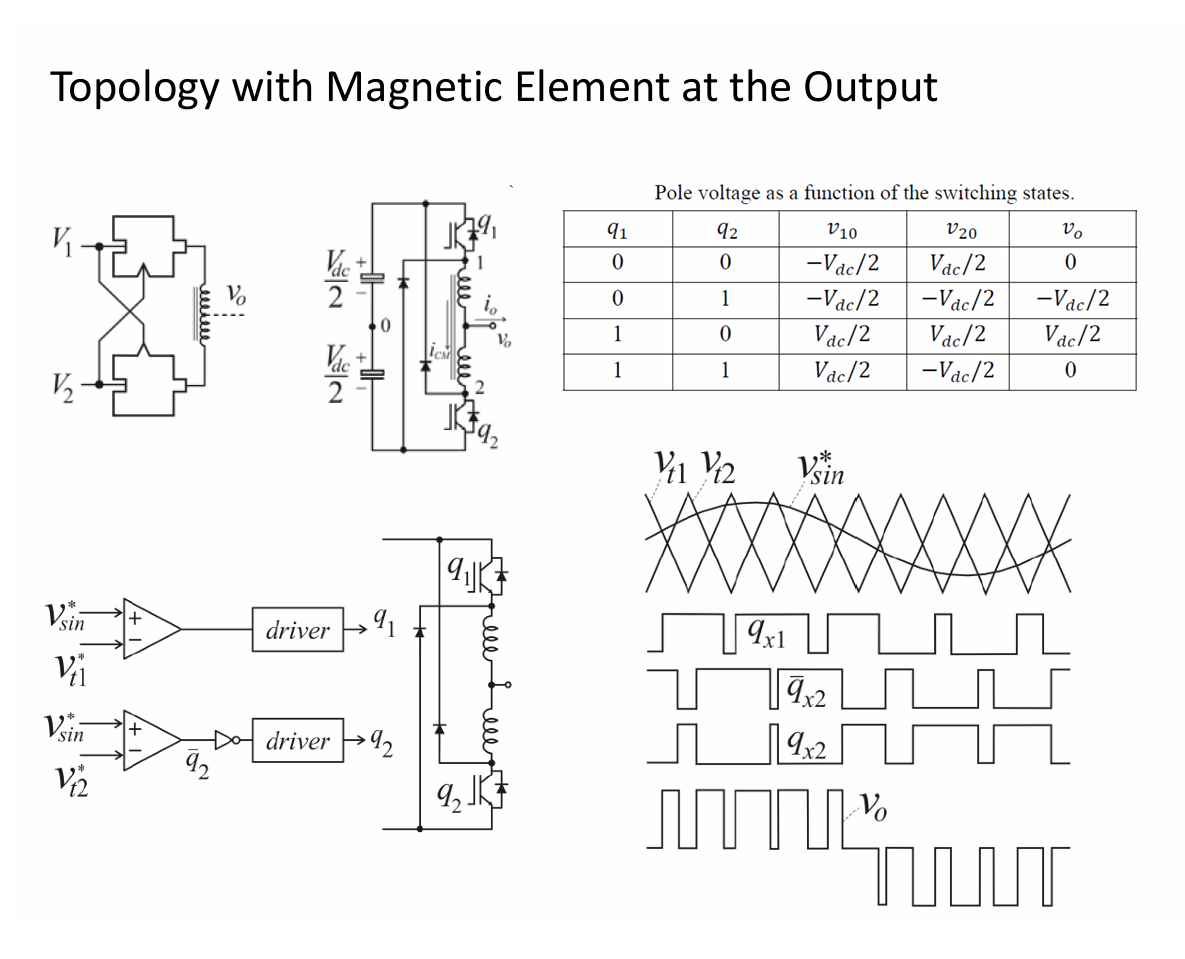 Topology with Magnetic Element at the Output
V1
V2
vo
Vdc/2
+
−
0
Vdc/2
+
−
q1
1
io
vo
iCM
2
q2
Pole voltage as a function of the switching states.
q1 q2 v10 v20 vo
0 0 −Vdc/2 Vdc/2 0
0 1 −Vdc/2 −Vdc/2 −Vdc/2
1 0 Vdc/2 Vdc/2 Vdc/2
1 1 Vdc/2 −Vdc/2 0
vt1 vt2 v*sin
qx1
q̄x2
qx2
vo
v*sin
+
−
v*t1
driver
q1
v*sin
+
−
v*t2
q̄2
driver
q2
q1
q2